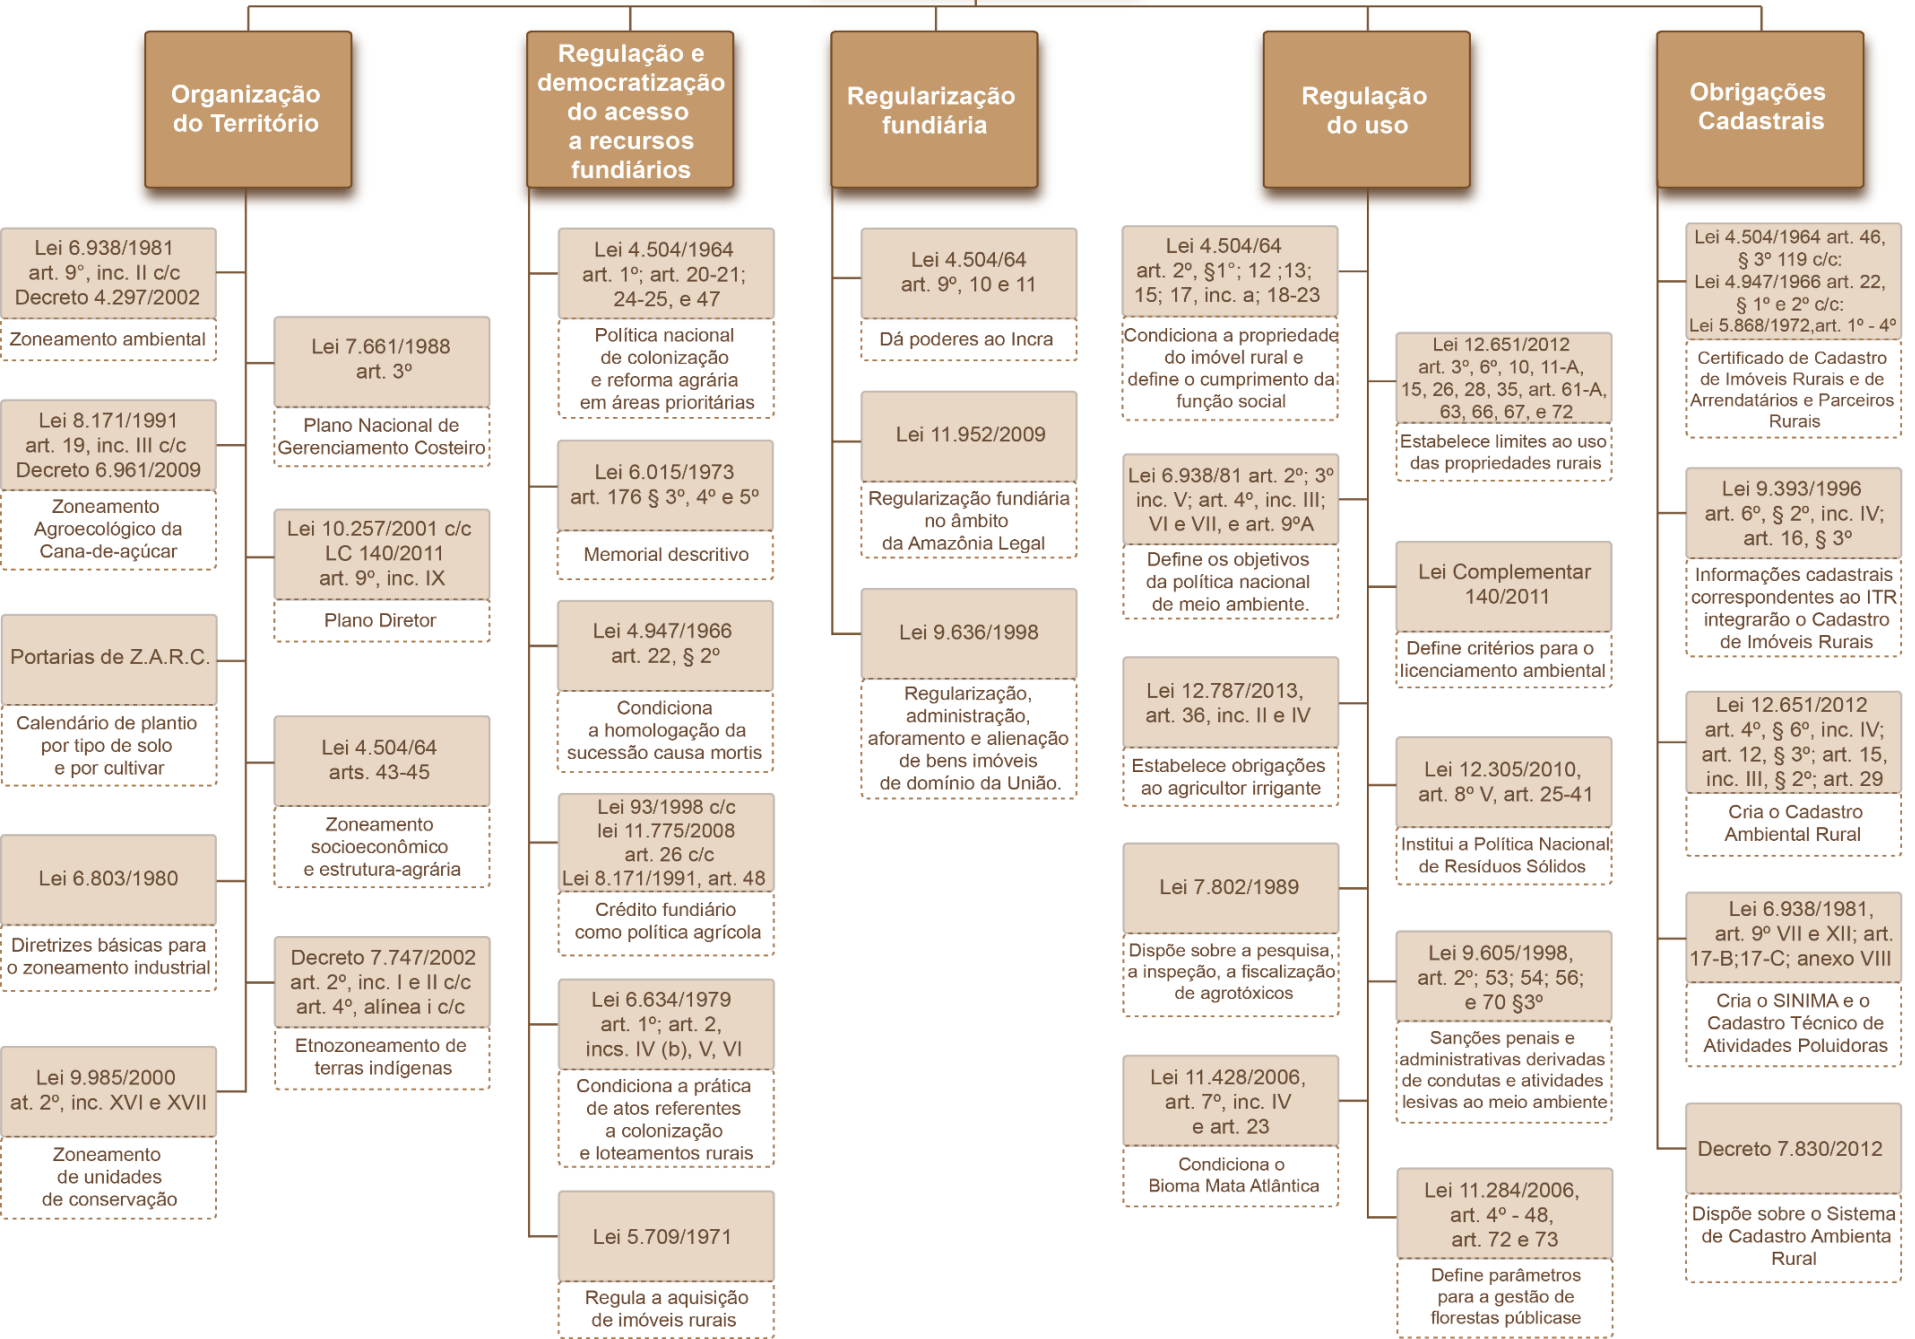 Organização
do Território
Lei 6.938/1981
art. 9°, inc. II c/c
Decreto 4.297/2002
Zoneamento ambiental
Lei 7.661/1988
art. 3º
Plano Nacional de
Gerenciamento Costeiro
Lei 8.171/1991
art. 19, inc. III c/c
Decreto 6.961/2009
Zoneamento
Agroecológico da
Cana-de-açúcar
Lei 10.257/2001 c/c
LC 140/2011
art. 9º, inc. IX
Plano Diretor
Portarias de Z.A.R.C.
Calendário de plantio
por tipo de solo
e por cultivar
Lei 4.504/64
arts. 43-45
Zoneamento
socioeconômico
e estrutura-agrária
Lei 6.803/1980
Diretrizes básicas para
o zoneamento industrial
Decreto 7.747/2002
art. 2º, inc. I e II c/c
art. 4º, alínea i c/c
Etnozoneamento de
terras indígenas
Lei 9.985/2000
at. 2º, inc. XVI e XVII
Zoneamento
de unidades
de conservação
Regulação e
democratização
do acesso
a recursos
fundiários
Lei 4.504/1964
art. 1º; art. 20-21;
24-25, e 47
Política nacional
de colonização
e reforma agrária
em áreas prioritárias
Lei 6.015/1973
art. 176 § 3º, 4º e 5º
Memorial descritivo
Lei 4.947/1966
art. 22, § 2º
Condiciona
a homologação da
sucessão causa mortis
Lei 93/1998 c/c
lei 11.775/2008
art. 26 c/c
Lei 8.171/1991, art. 48
Crédito fundiário
como política agrícola
Lei 6.634/1979
art. 1º; art. 2,
incs. IV (b), V, VI
Condiciona a prática
de atos referentes
a colonização
e loteamentos rurais
Lei 5.709/1971
Regula a aquisição
de imóveis rurais
Regularização
fundiária
Lei 4.504/64
art. 9º, 10 e 11
Dá poderes ao Incra
Lei 11.952/2009
Regularização fundiária
no âmbito
da Amazônia Legal
Lei 9.636/1998
Regularização,
administração,
aforamento e alienação
de bens imóveis
de domínio da União.
Regulação
do uso
Lei 4.504/64
art. 2º, §1°; 12 ;13;
15; 17, inc. a; 18-23
Condiciona a propriedade
do imóvel rural e
define o cumprimento da
função social
Lei 12.651/2012
art. 3º, 6º, 10, 11-A,
15, 26, 28, 35, art. 61-A,
63, 66, 67, e 72
Estabelece limites ao uso
das propriedades rurais
Lei 6.938/81 art. 2º; 3º
inc. V; art. 4º, inc. III;
VI e VII, e art. 9ºA
Define os objetivos
da política nacional
de meio ambiente.
Lei Complementar
140/2011
Define critérios para o
licenciamento ambiental
Lei 12.787/2013,
art. 36, inc. II e IV
Estabelece obrigações
ao agricultor irrigante
Lei 12.305/2010,
art. 8º V, art. 25-41
Institui a Política Nacional
de Resíduos Sólidos
Lei 7.802/1989
Dispõe sobre a pesquisa,
a inspeção, a fiscalização
de agrotóxicos
Lei 9.605/1998,
art. 2º; 53; 54; 56;
e 70 §3º
Sanções penais e
administrativas derivadas
de condutas e atividades
lesivas ao meio ambiente
Lei 11.428/2006,
art. 7º, inc. IV
e art. 23
Condiciona o
Bioma Mata Atlântica
Lei 11.284/2006,
art. 4º - 48,
art. 72 e 73
Define parâmetros
para a gestão de
florestas públicase
Obrigações
Cadastrais
Lei 4.504/1964 art. 46,
§ 3º 119 c/c:
Lei 4.947/1966 art. 22,
§ 1º e 2º c/c:
Lei 5.868/1972,art. 1º - 4º
Certificado de Cadastro
de Imóveis Rurais e de
Arrendatários e Parceiros
Rurais
Lei 9.393/1996
art. 6º, § 2º, inc. IV;
art. 16, § 3º
Informações cadastrais
correspondentes ao ITR
integrarão o Cadastro
de Imóveis Rurais
Lei 12.651/2012
art. 4º, § 6º, inc. IV;
art. 12, § 3º; art. 15,
inc. III, § 2º; art. 29
Cria o Cadastro
Ambiental Rural
Lei 6.938/1981,
art. 9º VII e XII; art.
17-B;17-C; anexo VIII
Cria o SINIMA e o
Cadastro Técnico de
Atividades Poluidoras
Decreto 7.830/2012
Dispõe sobre o Sistema
de Cadastro Ambienta
Rural